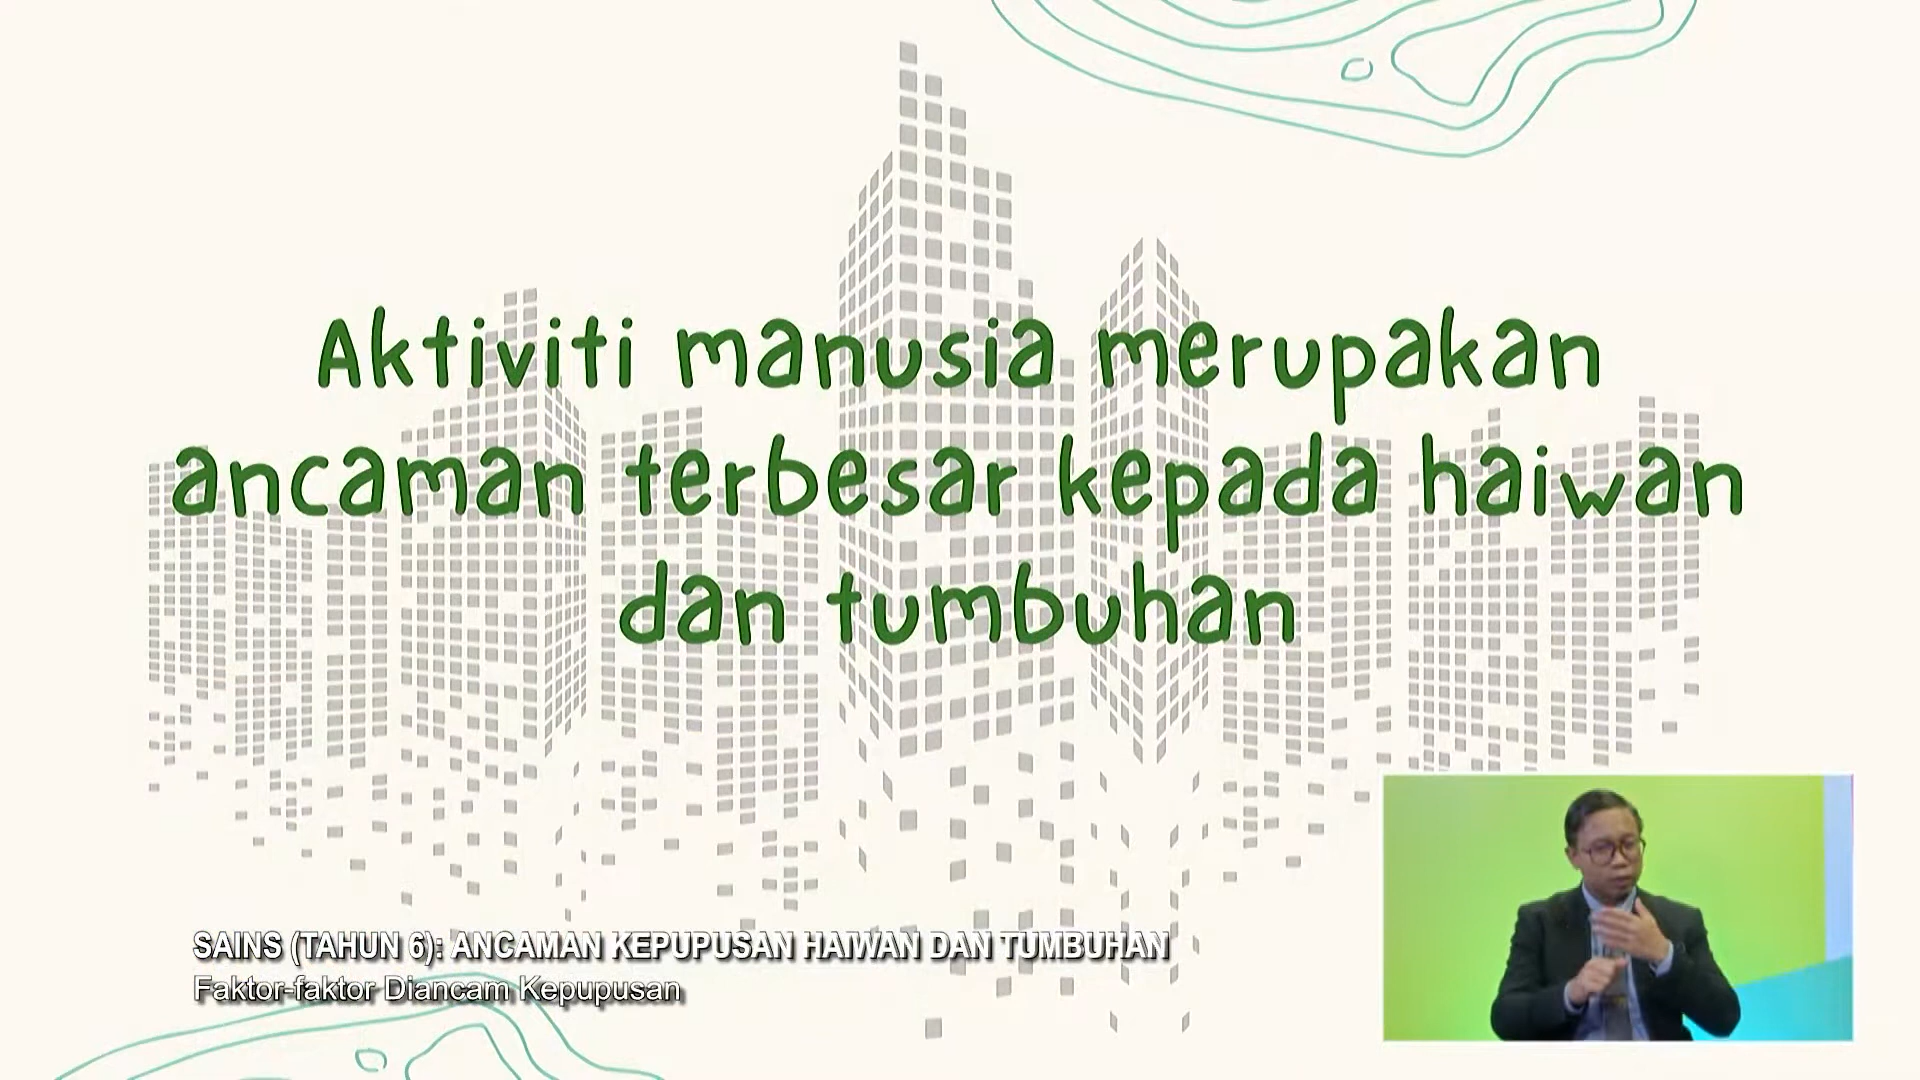 Aktiviti manusia merupakan
ancaman terbesar kepada haiwan
dan tumbuhan
SAINS (TAHUN 6): ANCAMAN KEPUPUSAN HAIWAN DAN TUMBUHAN
Faktor-faktor Diancam Kepupusan